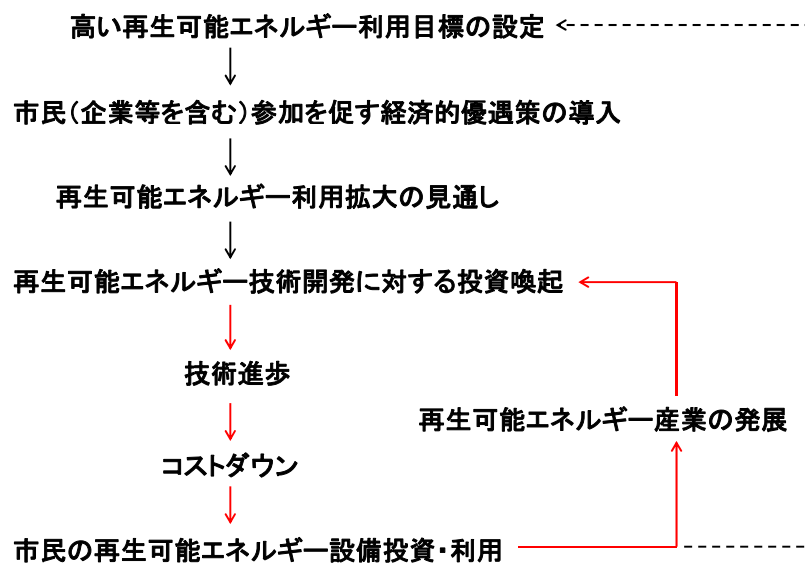 高い再生可能エネルギー利用目標の設定
市民（企業等を含む）参加を促す経済的優遇策の導入
再生可能エネルギー利用拡大の見通し
再生可能エネルギー技術開発に対する投資喚起
技術進歩
再生可能エネルギー産業の発展
コストダウン
市民の再生可能エネルギー設備投資・利用